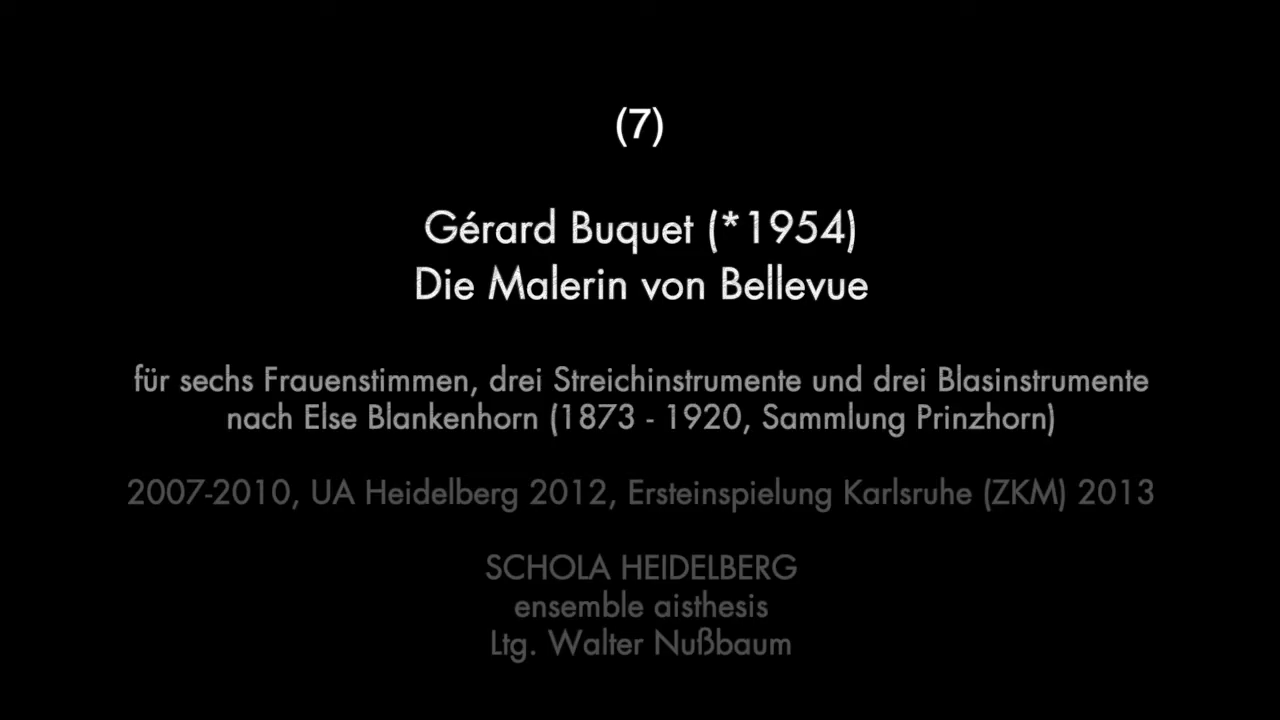 (7)
Gérard Buquet (*1954)
Die Malerin von Bellevue
für sechs Frauenstimmen, drei Streichinstrumente und drei Blasinstrumente
nach Else Blankenhorn (1873 - 1920, Sammlung Prinzhorn)
2007-2010, UA Heidelberg 2012, Ersteinspielung Karlsruhe (ZKM) 2013
SCHOLA HEIDELBERG
ensemble aisthesis
Ltg. Walter Nußbaum